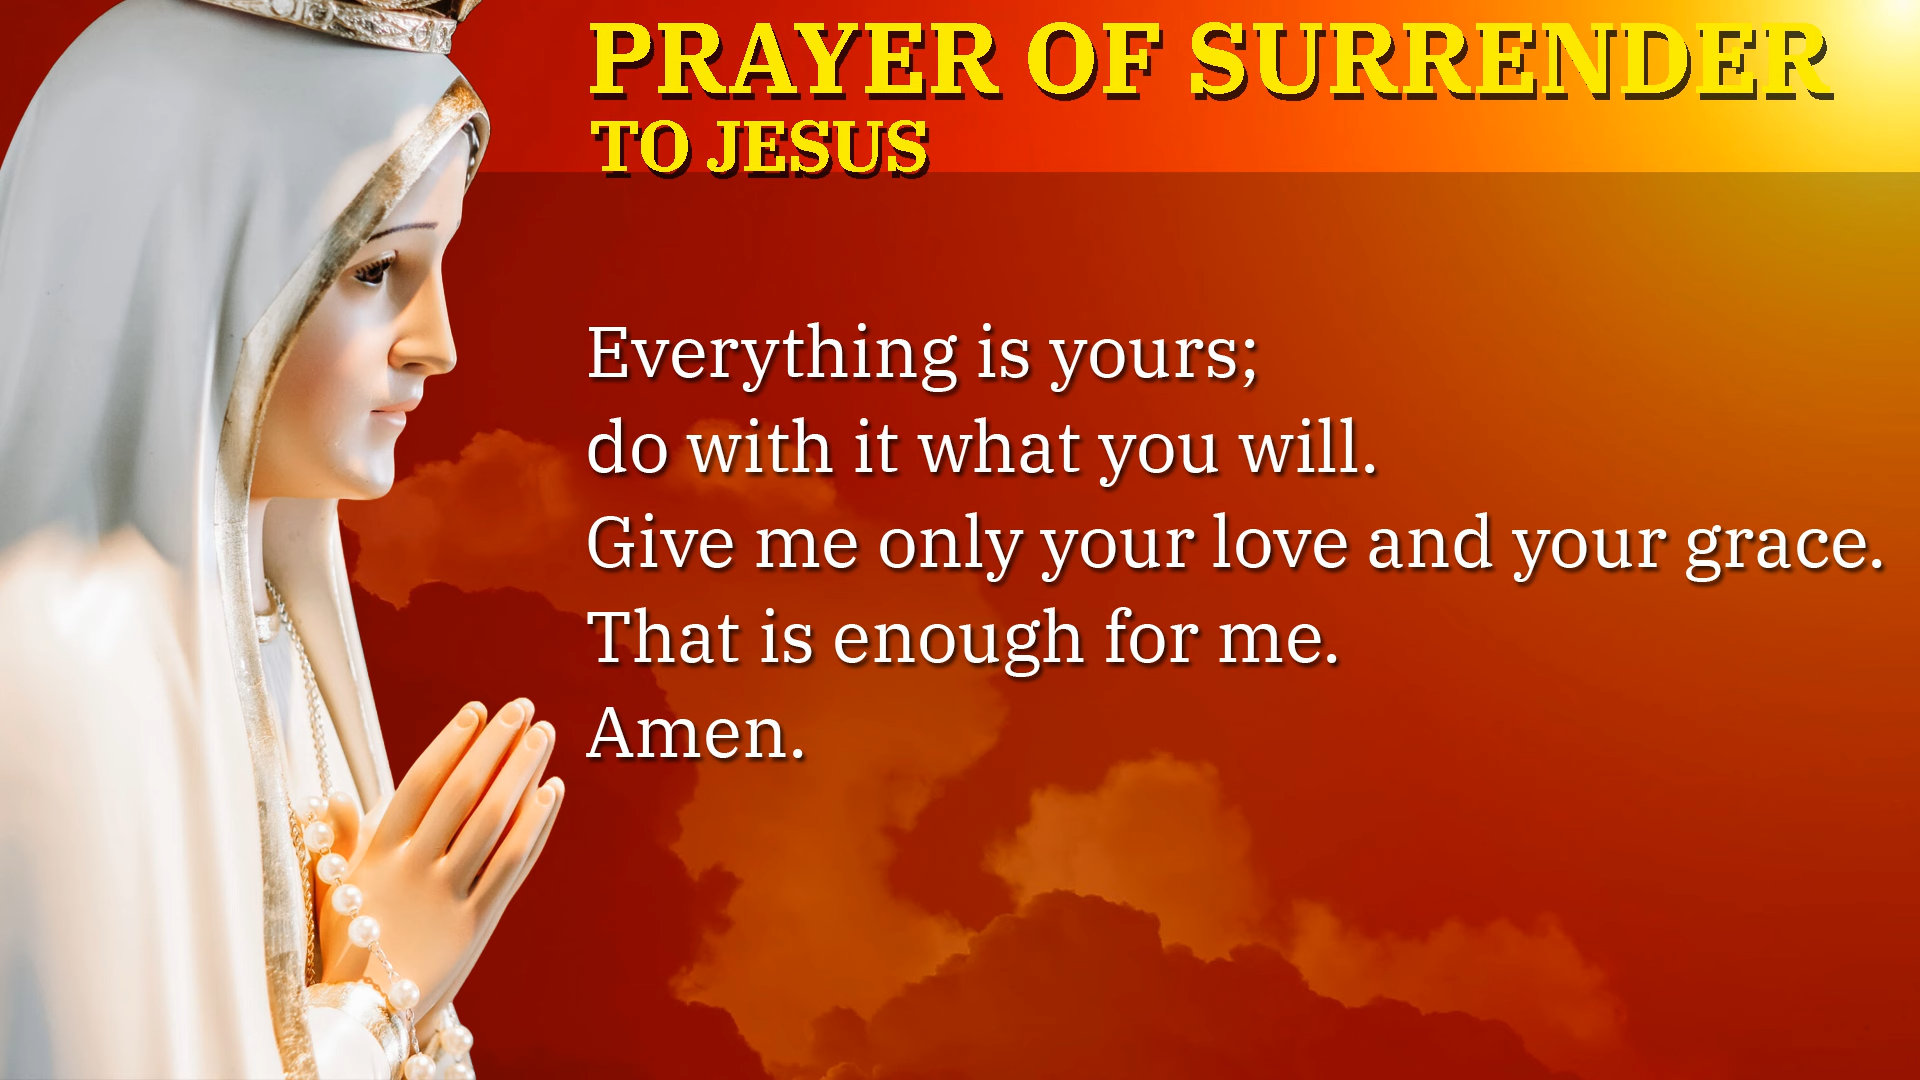 PRAYER OF SURRENDER
TO JESUS
Everything is yours;
do with it what you will.
Give me only your love and your grace.
That is enough for me.
Amen.